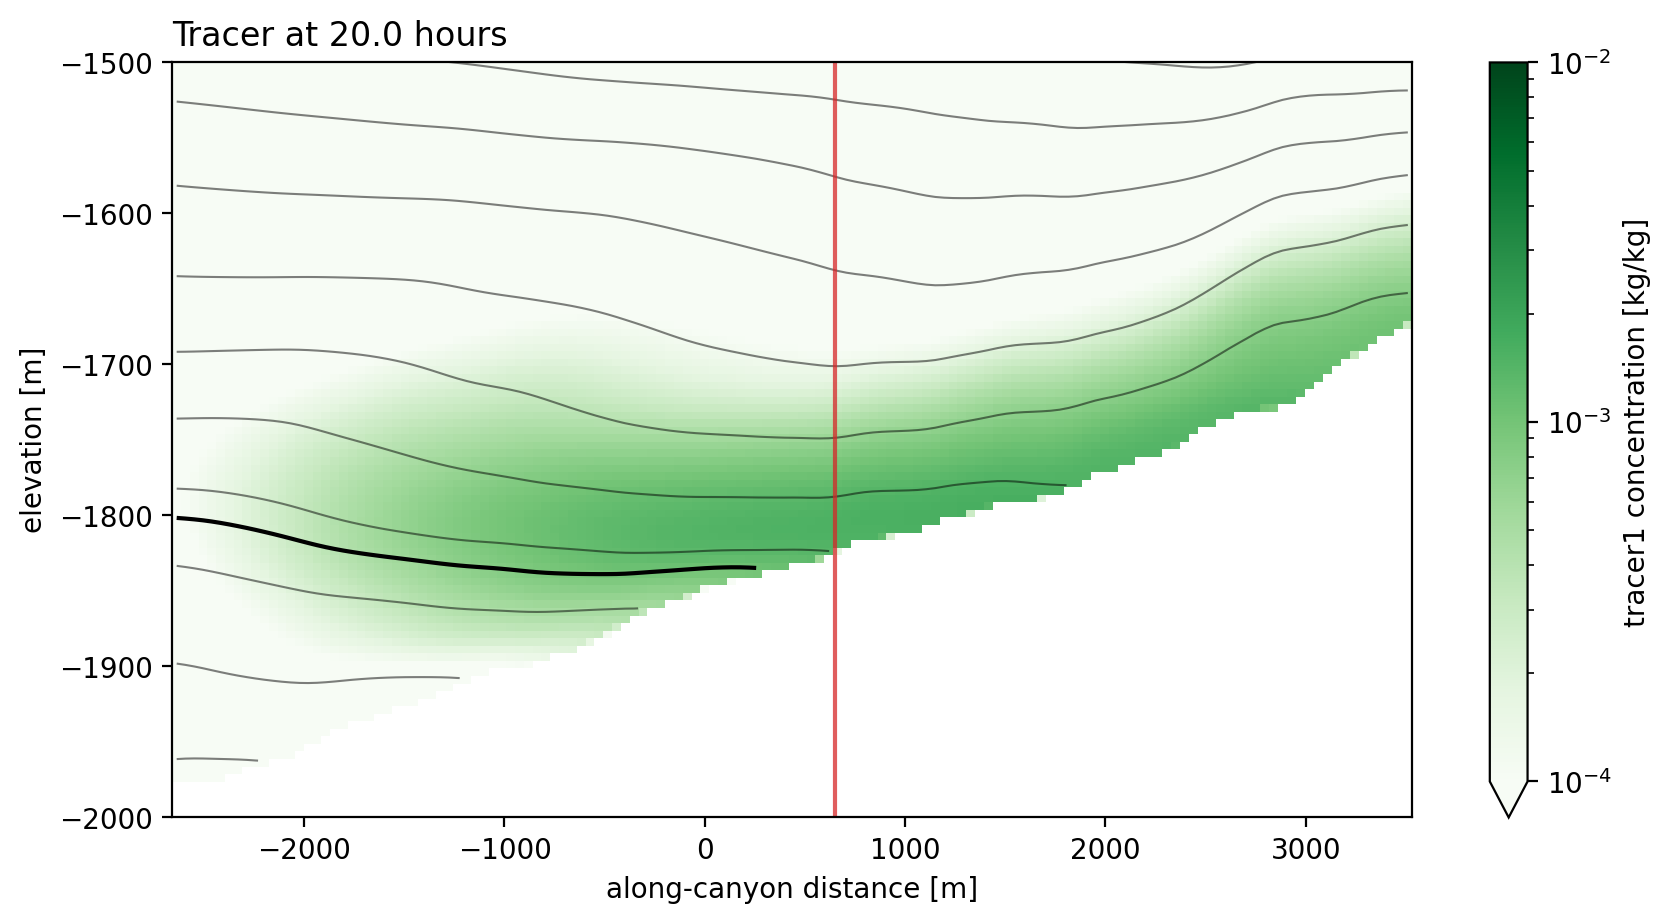 Tracer at 20.0 hours
−1500
−1600
−1700
−1800
−1900
−2000
elevation [m]
−2000 −1000 0 1000 2000 3000
along-canyon distance [m]
10⁻²
10⁻³
10⁻⁴
tracer1 concentration [kg/kg]